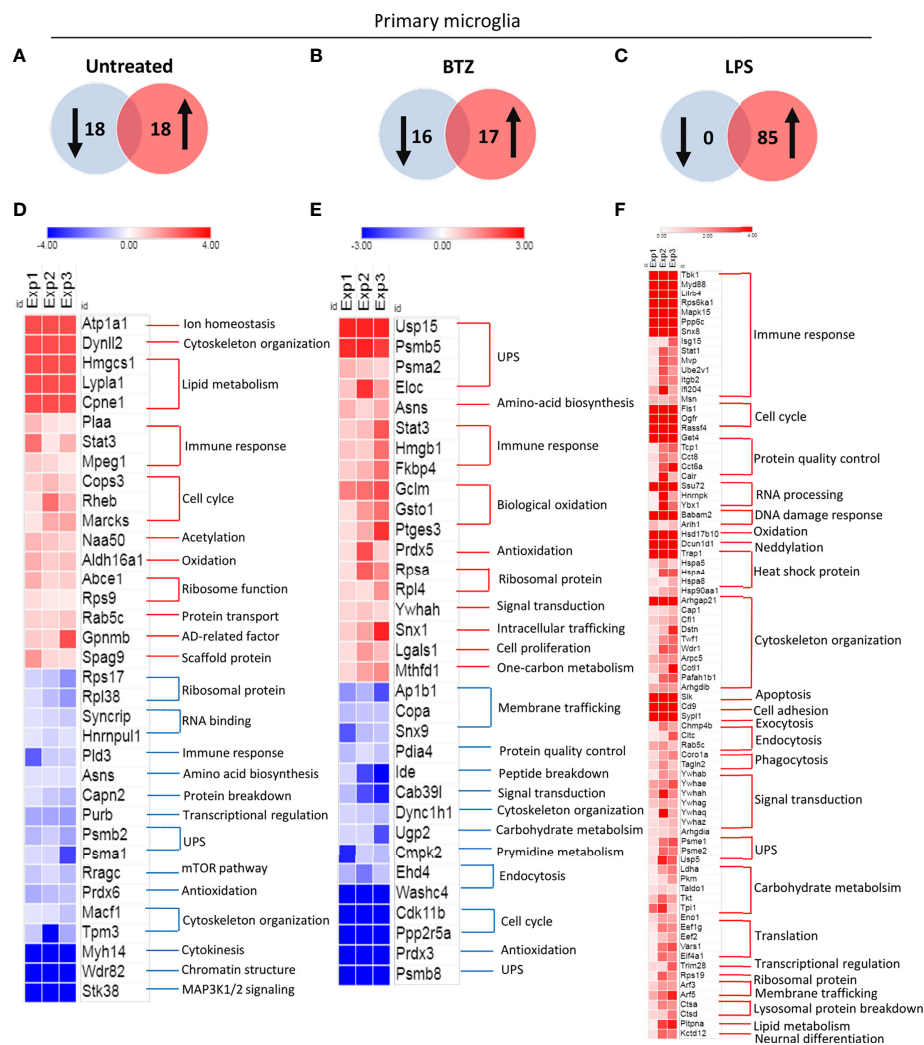 Primary microglia
A
Untreated
18 18
B
BTZ
16 17
C
LPS
0 85
D
-4.00 0.00 4.00
id Exp1 Exp2 Exp3 id
Atp1a1 Ion homeostasis
Dynll2 Cytoskeleton organization
Hmgcs1
Lypla1 Lipid metabolism
Cpne1
Plaa
Stat3 Immune response
Mpeg1
Cops3
Rheb Cell cylce
Marcks
Naa50 Acetylation
Aldh16a1 Oxidation
Abce1 Ribosome function
Rps9
Rab5c Protein transport
Gpnmb AD-related factor
Spag9 Scaffold protein
Rps17 Ribosomal protein
Rpl38
Syncrip RNA binding
Hnrnpul1
Pld3 Immune response
Asns Amino acid biosynthesis
Capn2 Protein breakdown
Purb Transcriptional regulation
Psmb2 UPS
Psma1
Rragc mTOR pathway
Prdx6 Antioxidation
Macf1 Cytoskeleton organization
Tpm3
Myh14 Cytokinesis
Wdr82 Chromatin structure
Stk38 MAP3K1/2 signaling
E
-3.00 0.00 3.00
id Exp1 Exp2 Exp3 id
Usp15
Psmb5 UPS
Psma2
Eloc
Asns Amino-acid biosynthesis
Stat3
Hmgb1 Immune response
Fkbp4
Gclm
Gsto1 Biological oxidation
Ptges3
Prdx5 Antioxidation
Rpsa Ribosomal protein
Rpl4
Ywhah Signal transduction
Snx1 Intracellular trafficking
Lgals1 Cell proliferation
Mthfd1 One-carbon metabolism
Ap1b1
Copa Membrane trafficking
Snx9
Pdia4 Protein quality control
Ide Peptide breakdown
Cab39l Signal transduction
Dync1h1 Cytoskeleton organization
Ugp2 Carbohydrate metabolsim
Cmpk2 Prymidine metabolism
Ehd4 Endocytosis
Washc4
Cdk11b Cell cycle
Ppp2r5a
Prdx3 Antioxidation
Psmb8 UPS
F
0.00 2.00 4.00
Exp1 Exp2 Exp3
Tbk1
Myd88
Lilrb4
Rps6ka1
Mapk15
Ppp6c
Snx8 Immune response
Isg15
Stat1
Mvp
Ube2v1
Itgb2
Ifi204
Msn
Fis1
Ogfr Cell cycle
Rassf4
Get4
Tcp1
Cct8 Protein quality control
Cct6a
Calr
Ssu72
Hnrnpk RNA processing
Ybx1
Babam2 DNA damage response
Arih1
Hsd17b10 Oxidation
Dcun1d1 Neddylation
Trap1
Hspa5
Hspa4 Heat shock protein
Hspa8
Hsp90aa1
Arhgap21
Cap1
Cfl1
Dstn
Twf1 Cytoskeleton organization
Wdr1
Arpc5
Cotl1
Pafah1b1
Arhgdib
Slk Apoptosis
Cd9 Cell adhesion
Sypl1 Exocytosis
Chmp4b
Cltc Endocytosis
Rab5c
Coro1a Phagocytosis
Tagln2
Ywhab
Ywhae
Ywhah
Ywhag Signal transduction
Ywhaq
Ywhaz
Arhgdia
Psme1
Psme2 UPS
Usp5
Ldha
Pkm
Taldo1 Carbohydrate metabolsim
Tkt
Tpi1
Eno1
Eef1g
Eef2 Translation
Vars1
Eif4a1
Trim28 Transcriptional regulation
Rps19 Ribosomal protein
Arf3 Membrane trafficking
Arf5
Ctsa Lysosomal protein breakdown
Ctsd
Pitpna Lipid metabolism
Kctd12 Neurnal differentiation